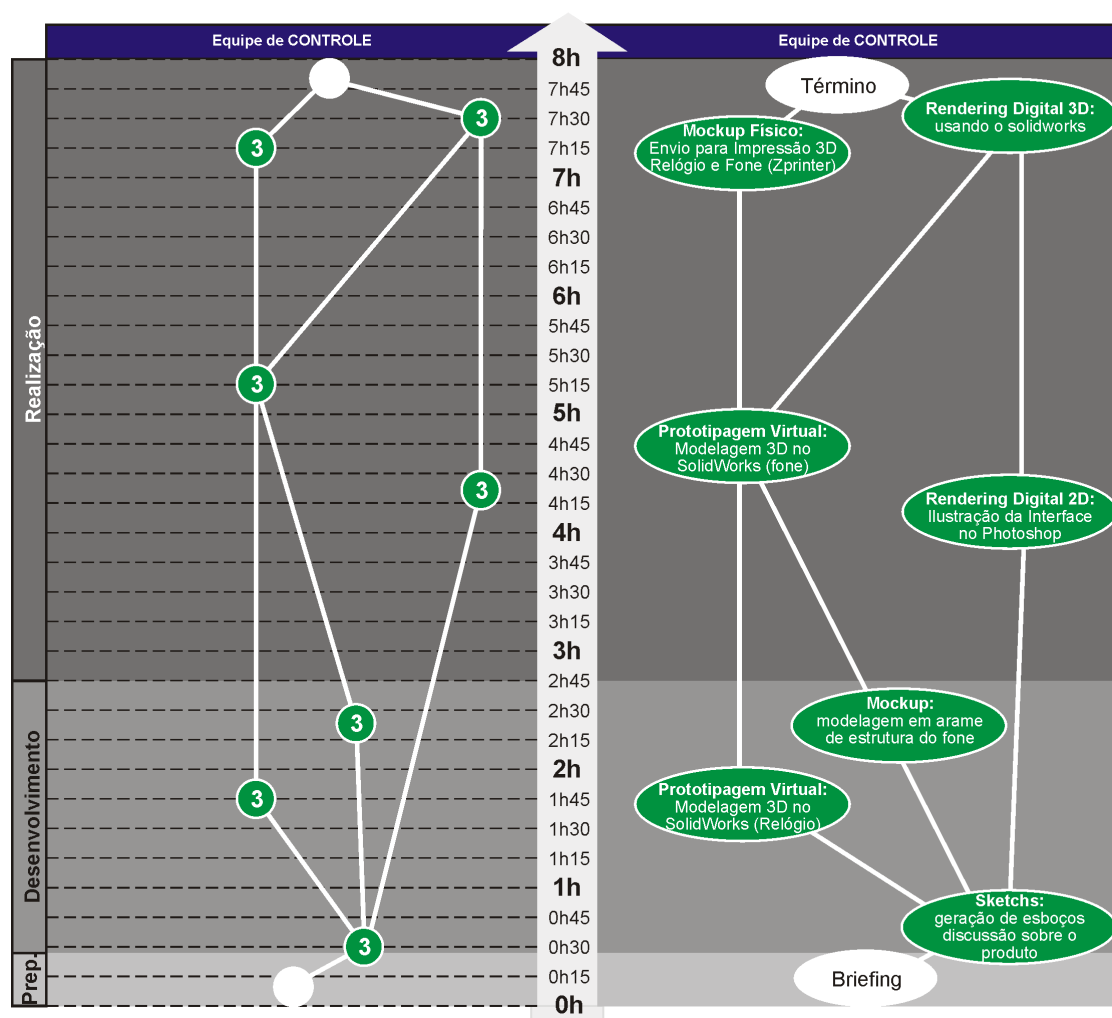 Equipe de CONTROLE
Equipe de CONTROLE
8h
7h45
7h30
7h15
7h
6h45
6h30
6h15
6h
5h45
5h30
5h15
5h
4h45
4h30
4h15
4h
3h45
3h30
3h15
3h
2h45
2h30
2h15
2h
1h45
1h30
1h15
1h
0h45
0h30
0h15
0h
Realização
Desenvolvimento
Prep.
3
3
3
3
3
3
3
Término
Rendering Digital 3D:
usando o solidworks
Mockup Físico:
Envio para Impressão 3D
Relógio e Fone (Zprinter)
Prototipagem Virtual:
Modelagem 3D no
SolidWorks (fone)
Rendering Digital 2D:
Ilustração da Interface
no Photoshop
Mockup:
modelagem em arame
de estrutura do fone
Prototipagem Virtual:
Modelagem 3D no
SolidWorks (Relógio)
Sketchs:
geração de esboços
discussão sobre o
produto
Briefing